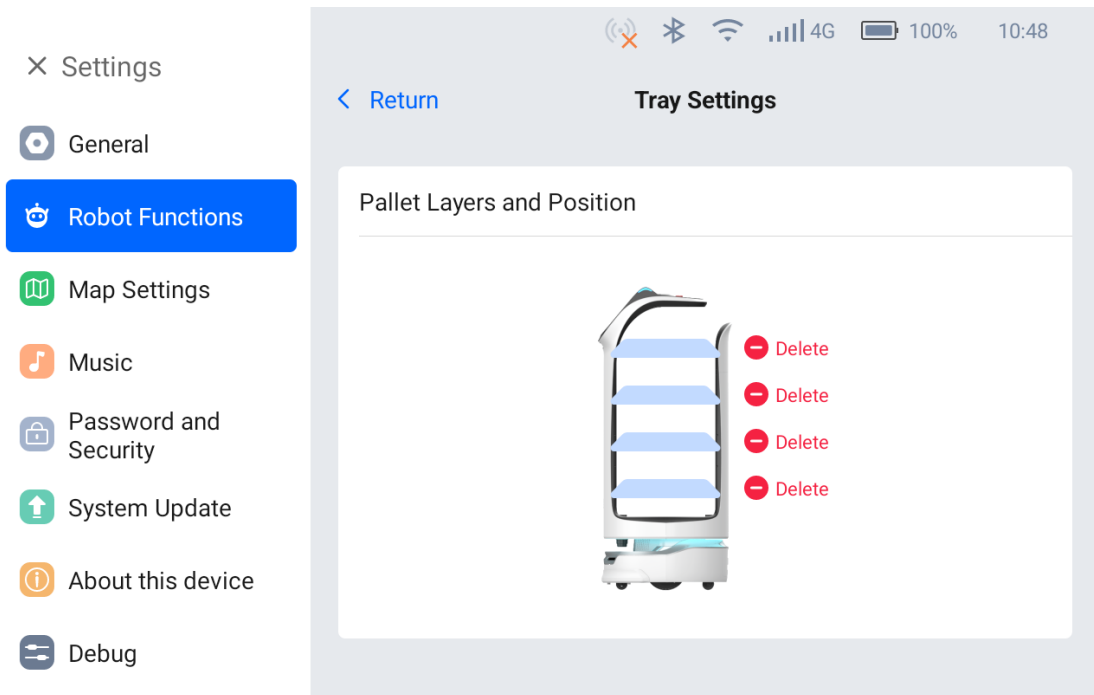 4G 100% 10:48
Settings
Return
Tray Settings
General
Robot Functions
Map Settings
Music
Password and
Security
System Update
About this device
Debug
Pallet Layers and Position
Delete
Delete
Delete
Delete